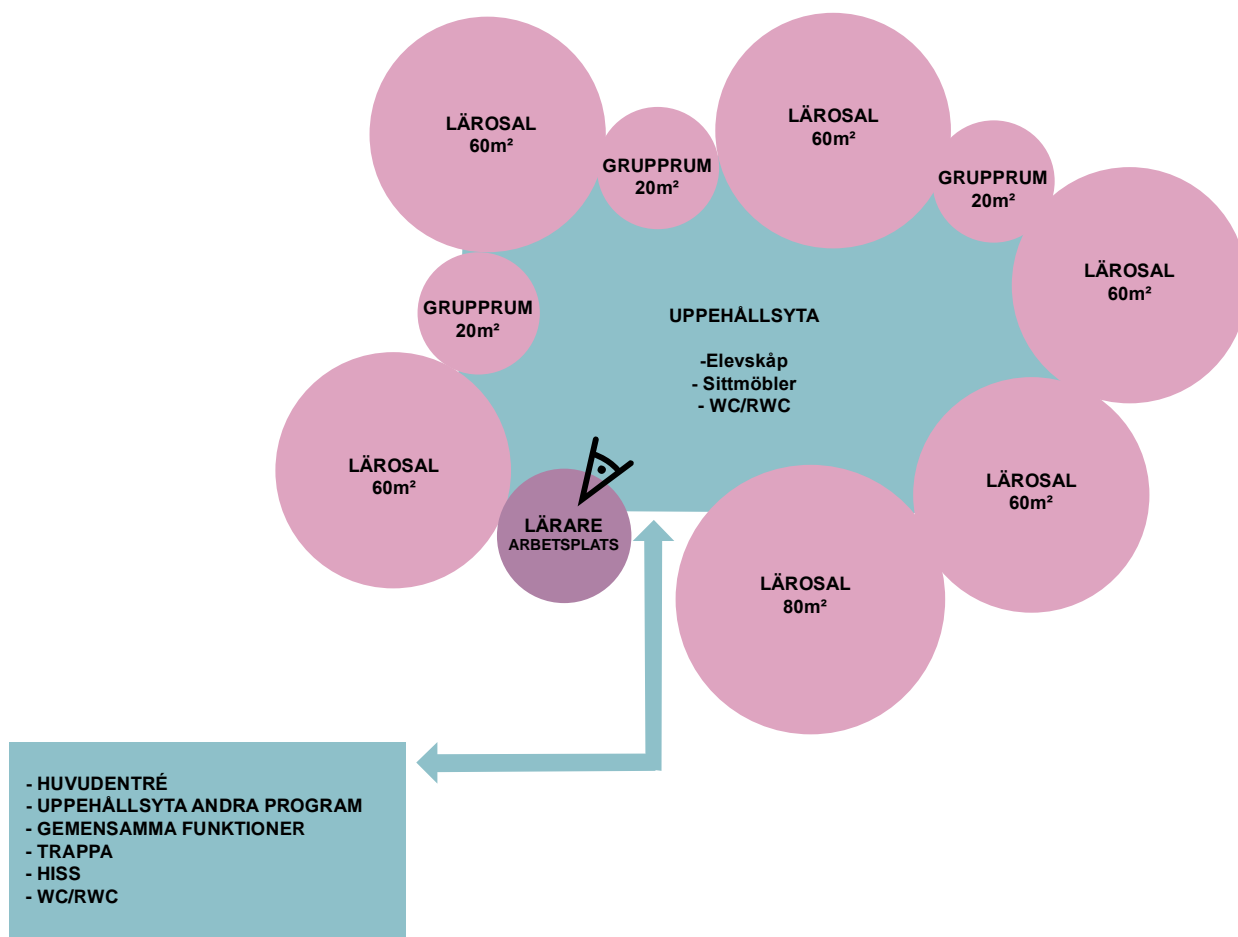 LÄROSAL
60m²
LÄROSAL
60m²
GRUPPRUM
20m²
GRUPPRUM
20m²
LÄROSAL
60m²
GRUPPRUM
20m²
UPPEHÅLLSYTA
-Elevskåp
- Sittmöbler
- WC/RWC
LÄROSAL
60m²
LÄROSAL
60m²
LÄRARE
ARBETSPLATS
LÄROSAL
80m²
- HUVUDENTRÉ
- UPPEHÅLLSYTA ANDRA PROGRAM
- GEMENSAMMA FUNKTIONER
- TRAPPA
- HISS
- WC/RWC